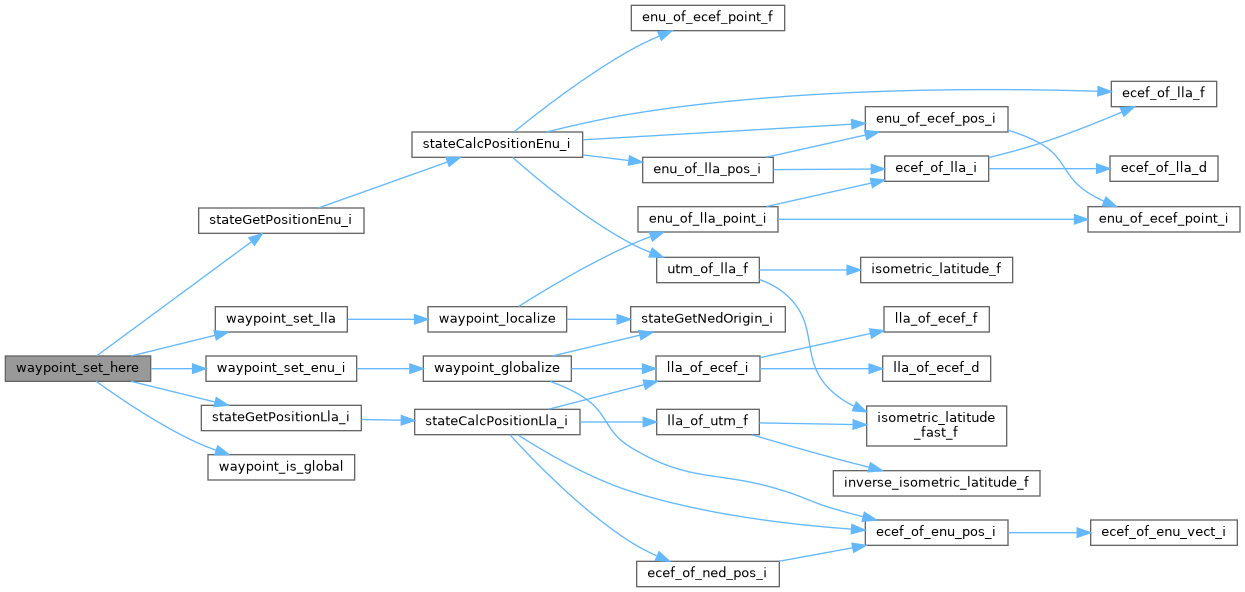 enu_of_ecef_point_f
ecef_of_lla_f
enu_of_ecef_pos_i
stateCalcPositionEnu_i
enu_of_lla_pos_i
ecef_of_lla_i
ecef_of_lla_d
stateGetPositionEnu_i
enu_of_lla_point_i
enu_of_ecef_point_i
utm_of_lla_f
isometric_latitude_f
waypoint_set_lla
waypoint_localize
stateGetNedOrigin_i
lla_of_ecef_f
waypoint_set_here
waypoint_set_enu_i
waypoint_globalize
lla_of_ecef_i
lla_of_ecef_d
stateGetPositionLla_i
stateCalcPositionLla_i
lla_of_utm_f
isometric_latitude
_fast_f
waypoint_is_global
inverse_isometric_latitude_f
ecef_of_enu_pos_i
ecef_of_enu_vect_i
ecef_of_ned_pos_i